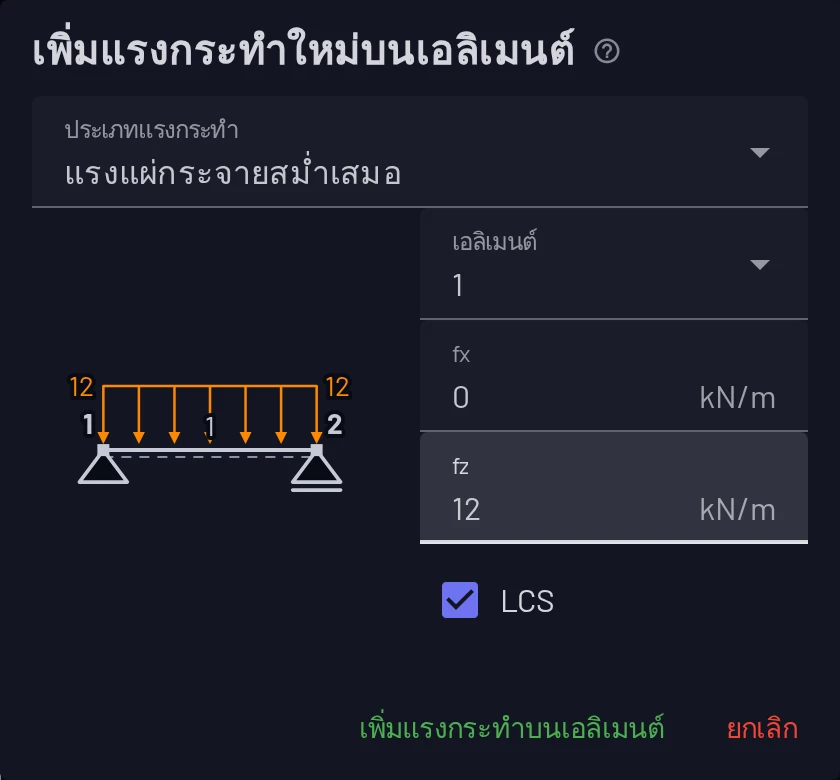 เพิ่มแรงกระทำใหม่บนเอลิเมนต์
ประเภทแรงกระทำ
แรงแผ่กระจายสม่ำเสมอ
เอลิเมนต์
1
fx
0 kN/m
fz
12 kN/m
LCS
12 12
1 1 2
เพิ่มแรงกระทำบนเอลิเมนต์ ยกเลิก